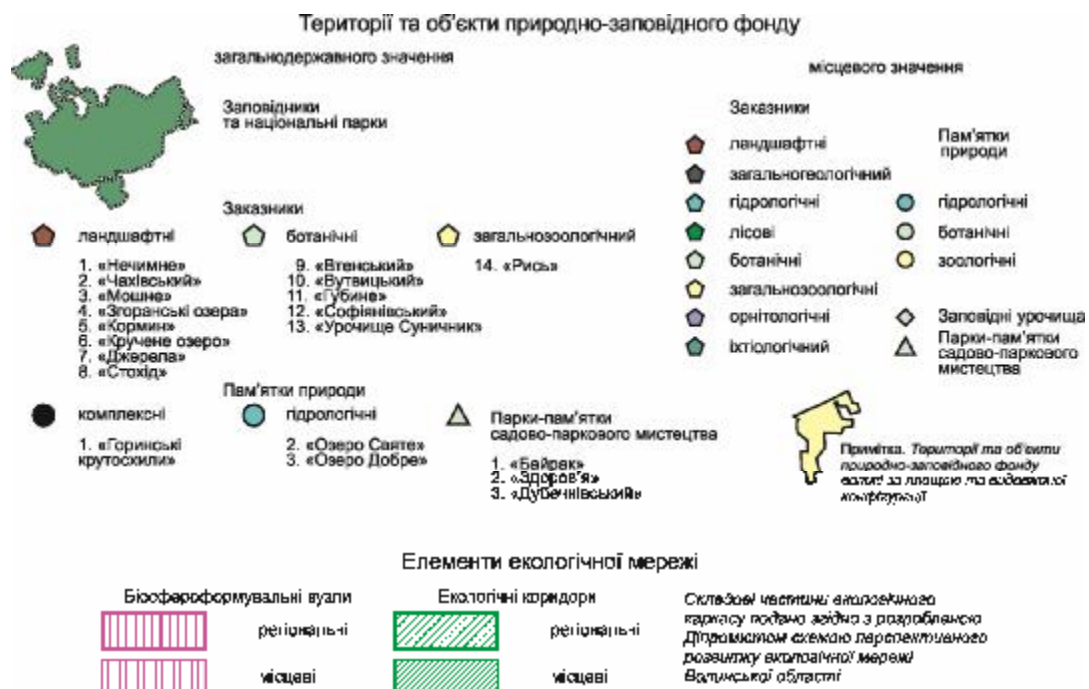 Території та об'єкти природно-заповідного фонду
загальнодержавного значення
Заповідники
та національні парки
Заказники
ландшафтні
1. «Нечимне»
2. «Чахівський»
3. «Мошне»
4. «Згоранські озера»
5. «Кормин»
6. «Кручене озеро»
7. «Джерела»
8. «Стохід»
ботанічні
9. «Втенський»
10. «Вутвицький»
11. «Губине»
12. «Софіянівський»
13. «Урочище Суничник»
загальнозоологічний
14. «Рись»
Пам'ятки природи
комплексні
1. «Горинські
крутосхили»
гідрологічні
2. «Озеро Святе»
3. «Озеро Добре»
Парки-пам'ятки
садово-паркового мистецтва
1. «Байрак»
2. «Здоров'я»
3. «Дубечнівський»
місцевого значення
Заказники
ландшафтні
загальногеологічний
гідрологічні
лісові
ботанічні
загальнозоологічні
орнітологічні
іхтіологічний
Пам'ятки
природи
гідрологічні
ботанічні
зоологічні
Заповідні урочища
Парки-пам'ятки
садово-паркового
мистецтва
Примітка. Території та об'єкти
природно-заповідного фонду
за площею та
конфігурації
Елементи екологічної мережі
Біосфероформувальні вузли
регіональні
місцеві
Екологічні коридори
регіональні
місцеві
Складові частини екологічного
каркасу подано згідно з розробленою
Діпромістом схемою перспективного
розвитку екологічної мережі
Волинської області